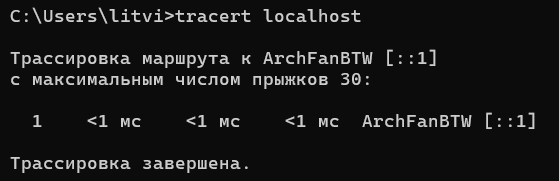 C:\Users\litvi>tracert localhost
Трассировка маршрута к ArchFanBTW [::1]
с максимальным числом прыжков 30:
1 <1 мс <1 мс <1 мс ArchFanBTW [::1]
Трассировка завершена.